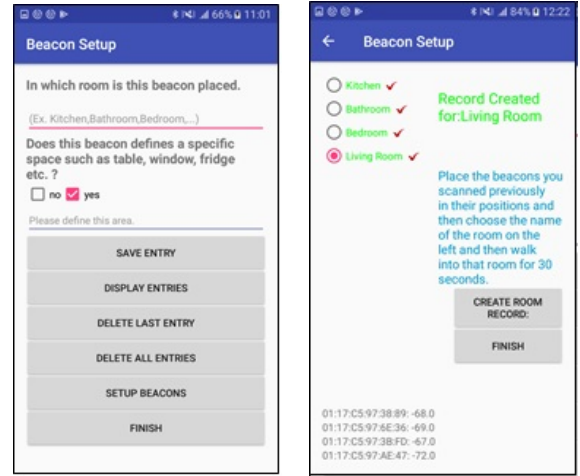 66% 11:01
Beacon Setup
In which room is this beacon placed.
(Ex. Kitchen,Bathroom,Bedroom,...)
Does this beacon defines a specific
space such as table, window, fridge
etc. ?
no yes
Please define this area.
SAVE ENTRY
DISPLAY ENTRIES
DELETE LAST ENTRY
DELETE ALL ENTRIES
SETUP BEACONS
FINISH
84% 12:22
Beacon Setup
Kitchen
Bathroom
Bedroom
Living Room
Record Created
for:Living Room
Place the beacons you
scanned previously
in their positions and
then choose the name
of the room on the
left and then walk
into that room for 30
seconds.
CREATE ROOM
RECORD:
FINISH
01:17:C5:97:38:89: -68.0
01:17:C5:97:6E:36: -69.0
01:17:C5:97:3B:FD: -67.0
01:17:C5:97:AE:47: -72.0